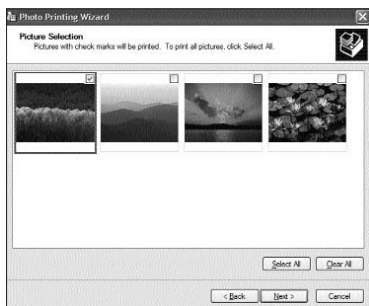 Photo Printing Wizard
Picture Selection
Pictures with check marks will be printed. To print all pictures, click Select All.
Select All
Clear All
< Back
Next >
Cancel